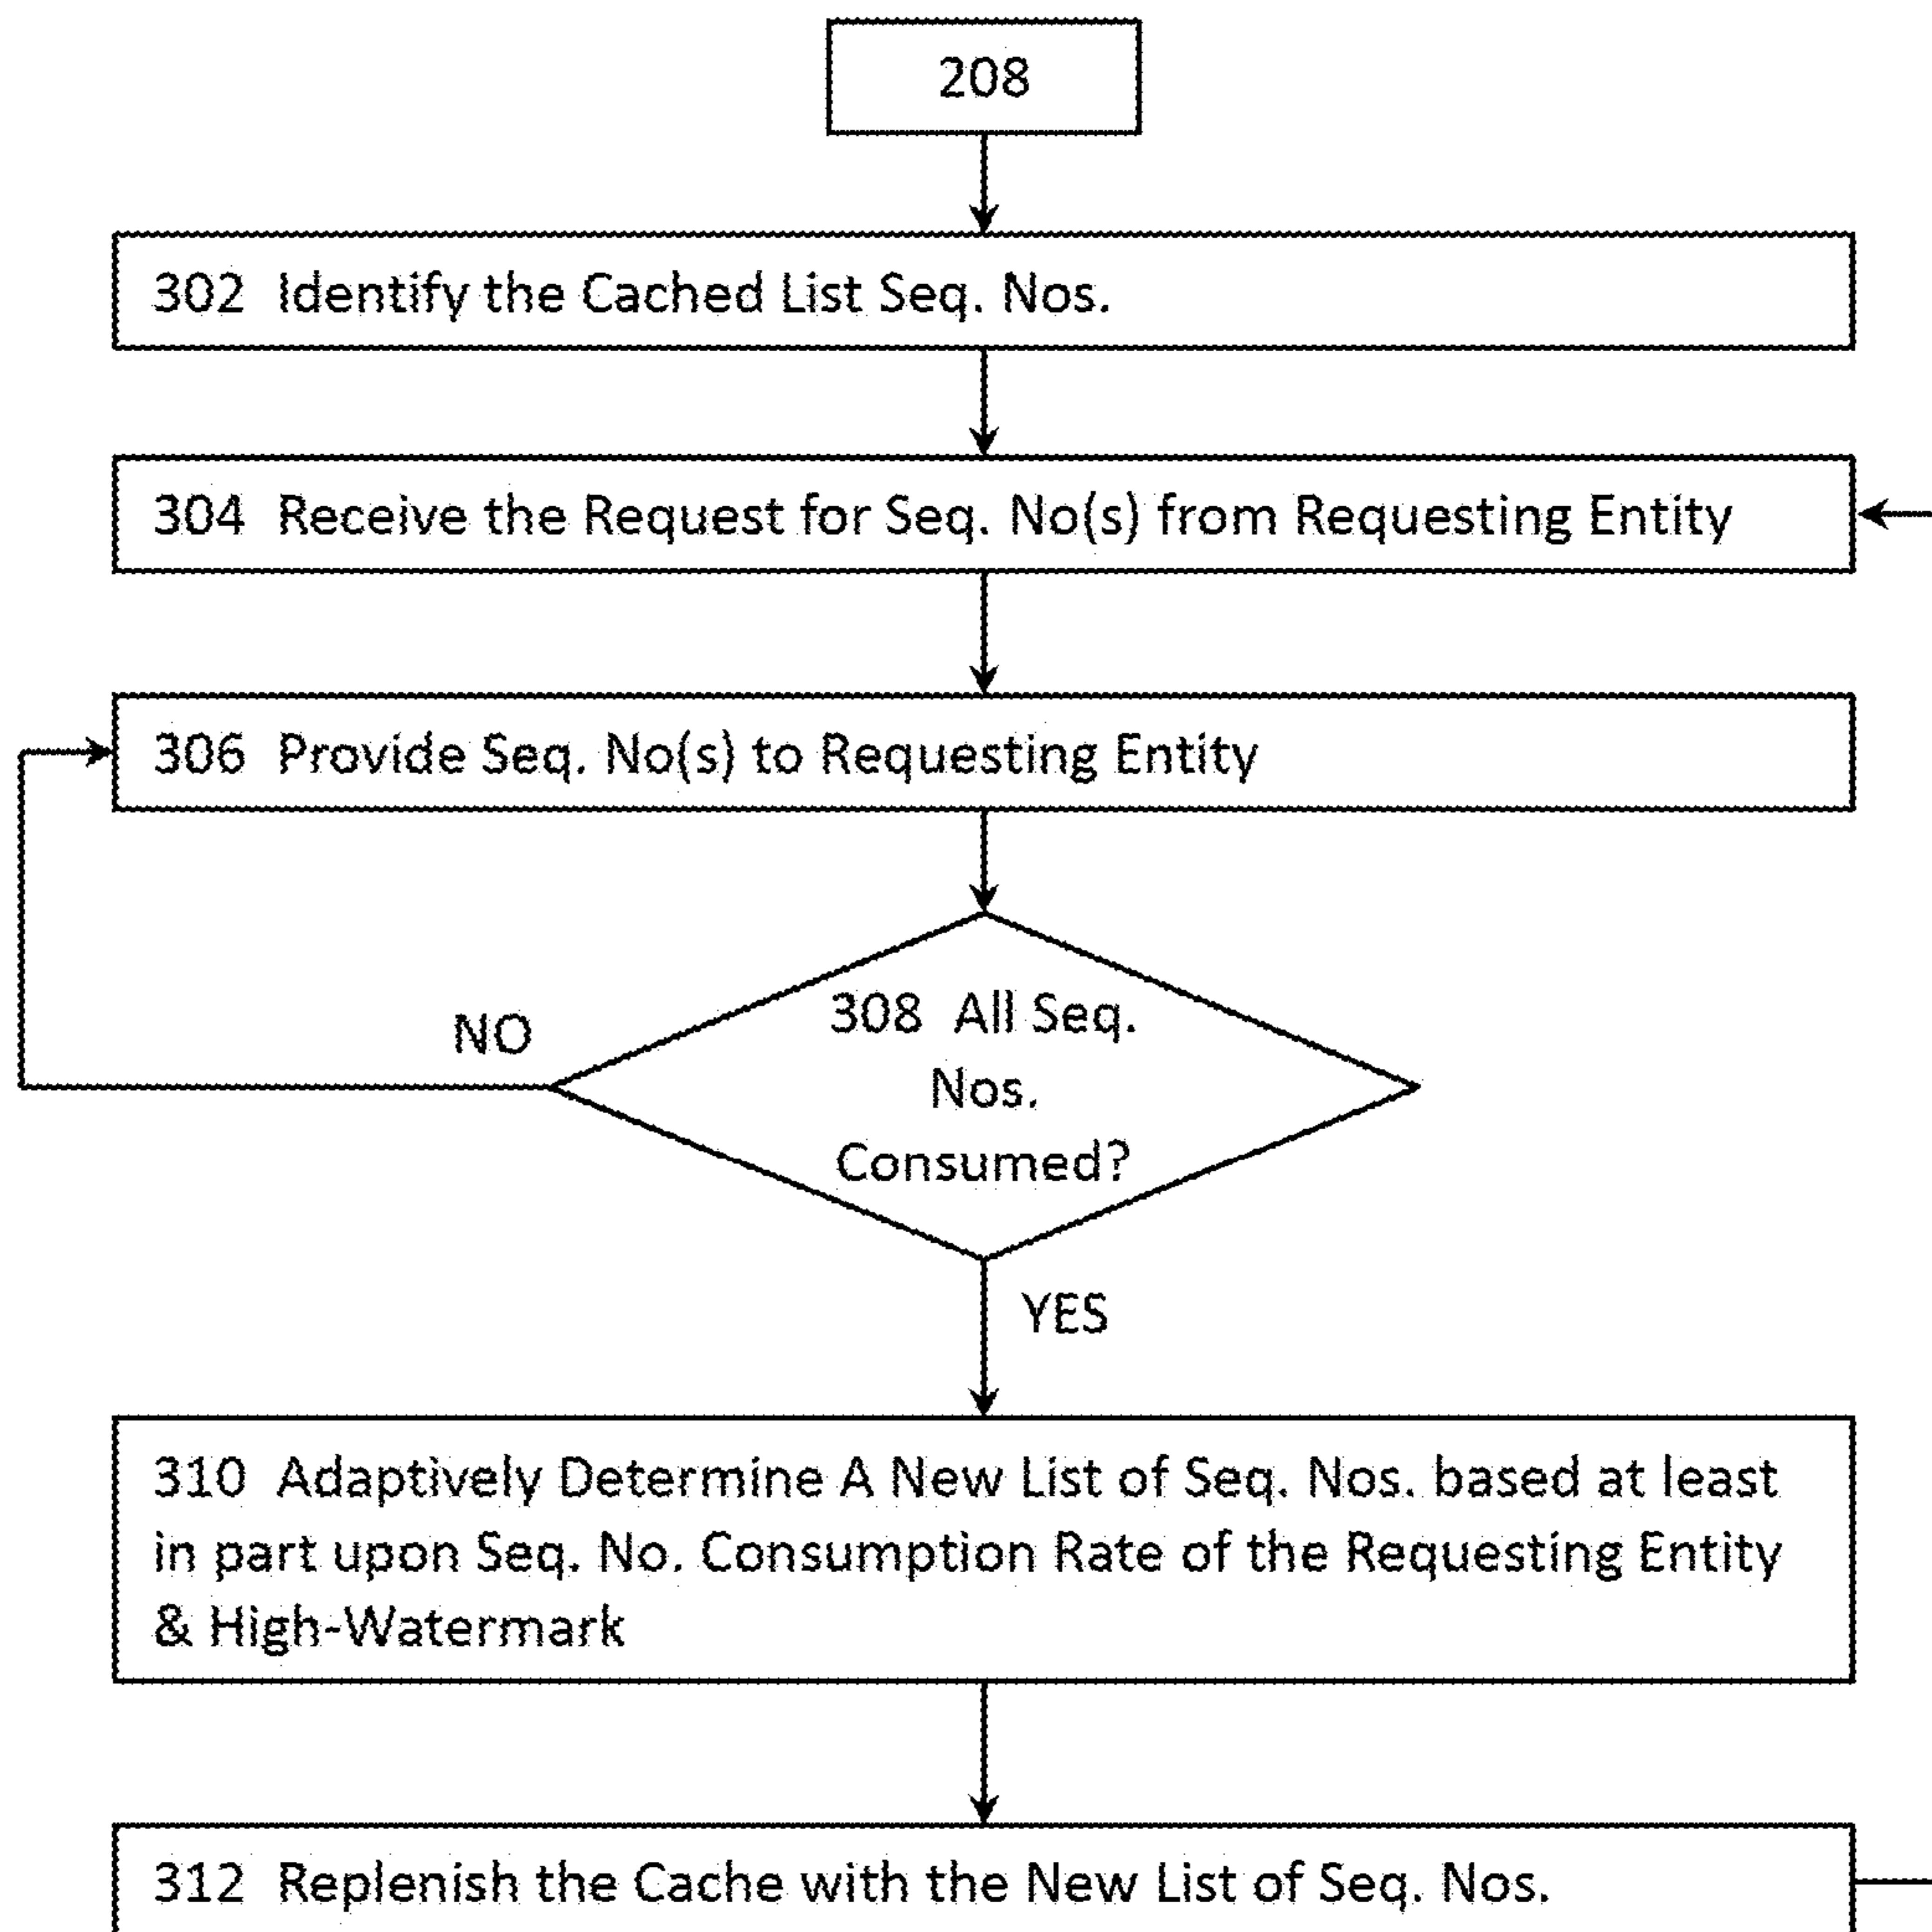 208
302 Identify the Cached List Seq. Nos.
304 Receive the Request for Seq. No(s) from Requesting Entity
306 Provide Seq. No(s) to Requesting Entity
308 All Seq.
Nos.
Consumed?
NO
YES
310 Adaptively Determine A New List of Seq. Nos. based at least
in part upon Seq. No. Consumption Rate of the Requesting Entity
& High-Watermark
312 Replenish the Cache with the New List of Seq. Nos.